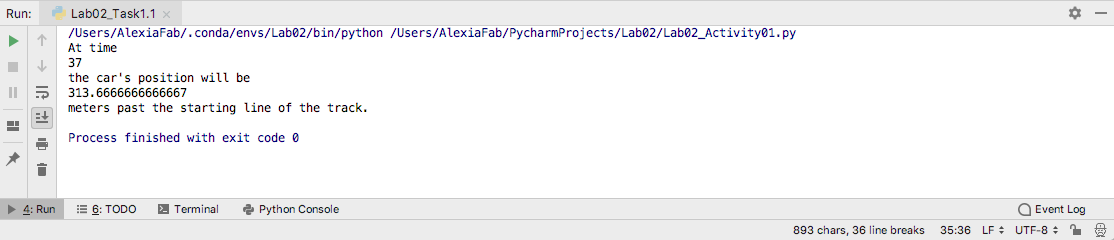 Run: Lab02_Task1.1
/Users/AlexiaFab/.conda/envs/Lab02/bin/python /Users/AlexiaFab/PycharmProjects/Lab02/Lab02_Activity01.py
At time
37
the car's position will be
313.6666666666667
meters past the starting line of the track.
Process finished with exit code 0
4: Run 6: TODO Terminal Python Console Event Log
893 chars, 36 line breaks 35:36 LF UTF-8